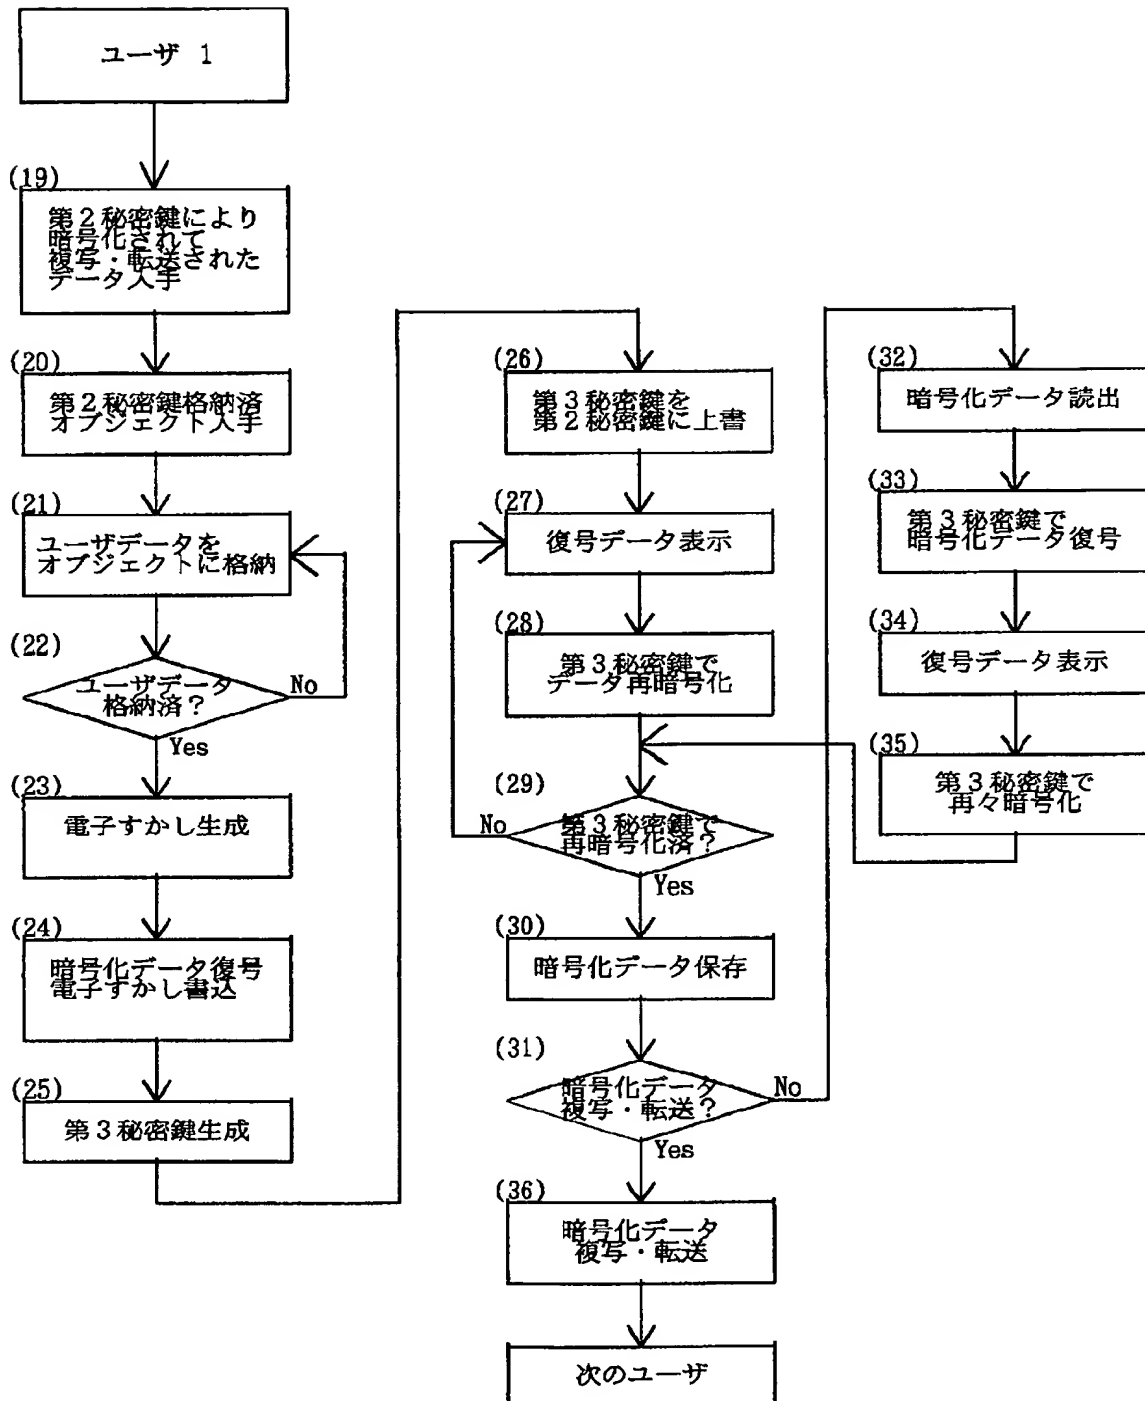 ユーザ 1
(19)
第2秘密鍵により
暗号化されて
複写・転送された
データ入手
(20)
第2秘密鍵格納済
オブジェクト入手
(21)
ユーザデータを
オブジェクトに格納
(22)
ユーザデータ
格納済?
No
Yes
(23)
電子すかし生成
(24)
暗号化データ復号
電子すかし書込
(25)
第3秘密鍵生成
(26)
第3秘密鍵を
第2秘密鍵に上書
(27)
復号データ表示
(28)
第3秘密鍵で
データ再暗号化
(29)
第3秘密鍵で
再暗号化済?
No
Yes
(30)
暗号化データ保存
(31)
暗号化データ
複写・転送?
No
Yes
(36)
暗号化データ
複写・転送
次のユーザ
(32)
暗号化データ読出
(33)
第3秘密鍵で
暗号化データ復号
(34)
復号データ表示
(35)
第3秘密鍵で
再々暗号化